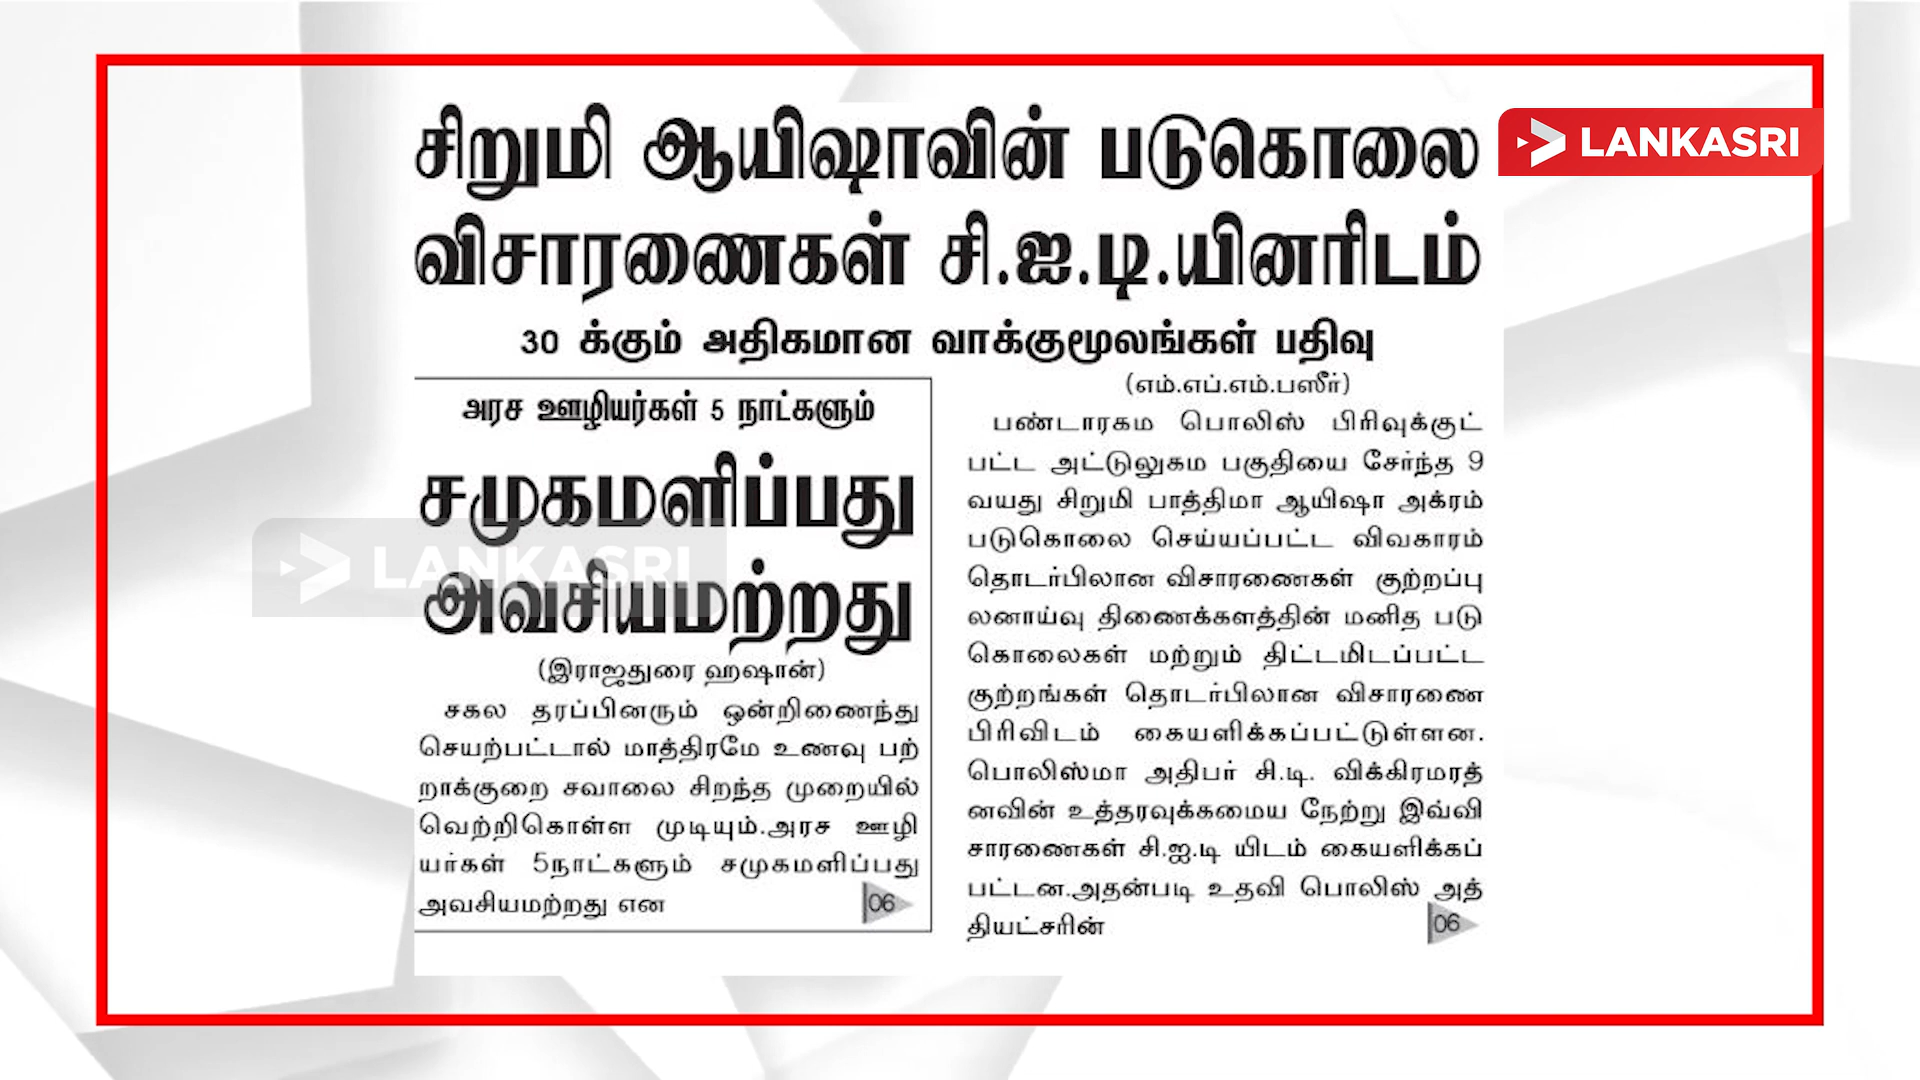 LANKASRI
சிறுமி ஆயிஷாவின் படுகொலை
விசாரணைகள் சி.ஐ.டி.யினரிடம்
30 க்கும் அதிகமான வாக்குமூலங்கள் பதிவு
அரச ஊழியர்கள் 5 நாட்களும்
சமுகமளிப்பது
அவசியமற்றது
LANKASRI
(இராஜதுரை ஹஷான்)
சகல தரப்பினரும் ஒன்றிணைந்து
செயற்பட்டால் மாத்திரமே உணவு பற்
றாக்குறை சவாலை சிறந்த முறையில்
வெற்றிகொள்ள முடியும்.அரச ஊழி
யர்கள் 5நாட்களும் சமுகமளிப்பது
அவசியமற்றது என
06
(எம்.எப்.எம்.பஸீர்)
பண்டாரகம பொலிஸ் பிரிவுக்குட்
பட்ட அட்டுலுகம பகுதியை சேர்ந்த 9
வயது சிறுமி பாத்திமா ஆயிஷா அக்ரம்
படுகொலை செய்யப்பட்ட விவகாரம்
தொடர்பிலான விசாரணைகள் குற்றப்பு
லனாய்வு திணைக்களத்தின் மனித படு
கொலைகள் மற்றும் திட்டமிடப்பட்ட
குற்றங்கள் தொடர்பிலான விசாரணை
பிரிவிடம் கையளிக்கப்பட்டுள்ளன.
பொலிஸ்மா அதிபர் சி.டி. விக்கிரமரத்
னவின் உத்தரவுக்கமைய நேற்று இவ்வி
சாரணைகள் சி.ஐ.டி யிடம் கையளிக்கப்
பட்டன.அதன்படி உதவி பொலிஸ் அத்
தியட்சரின்
06